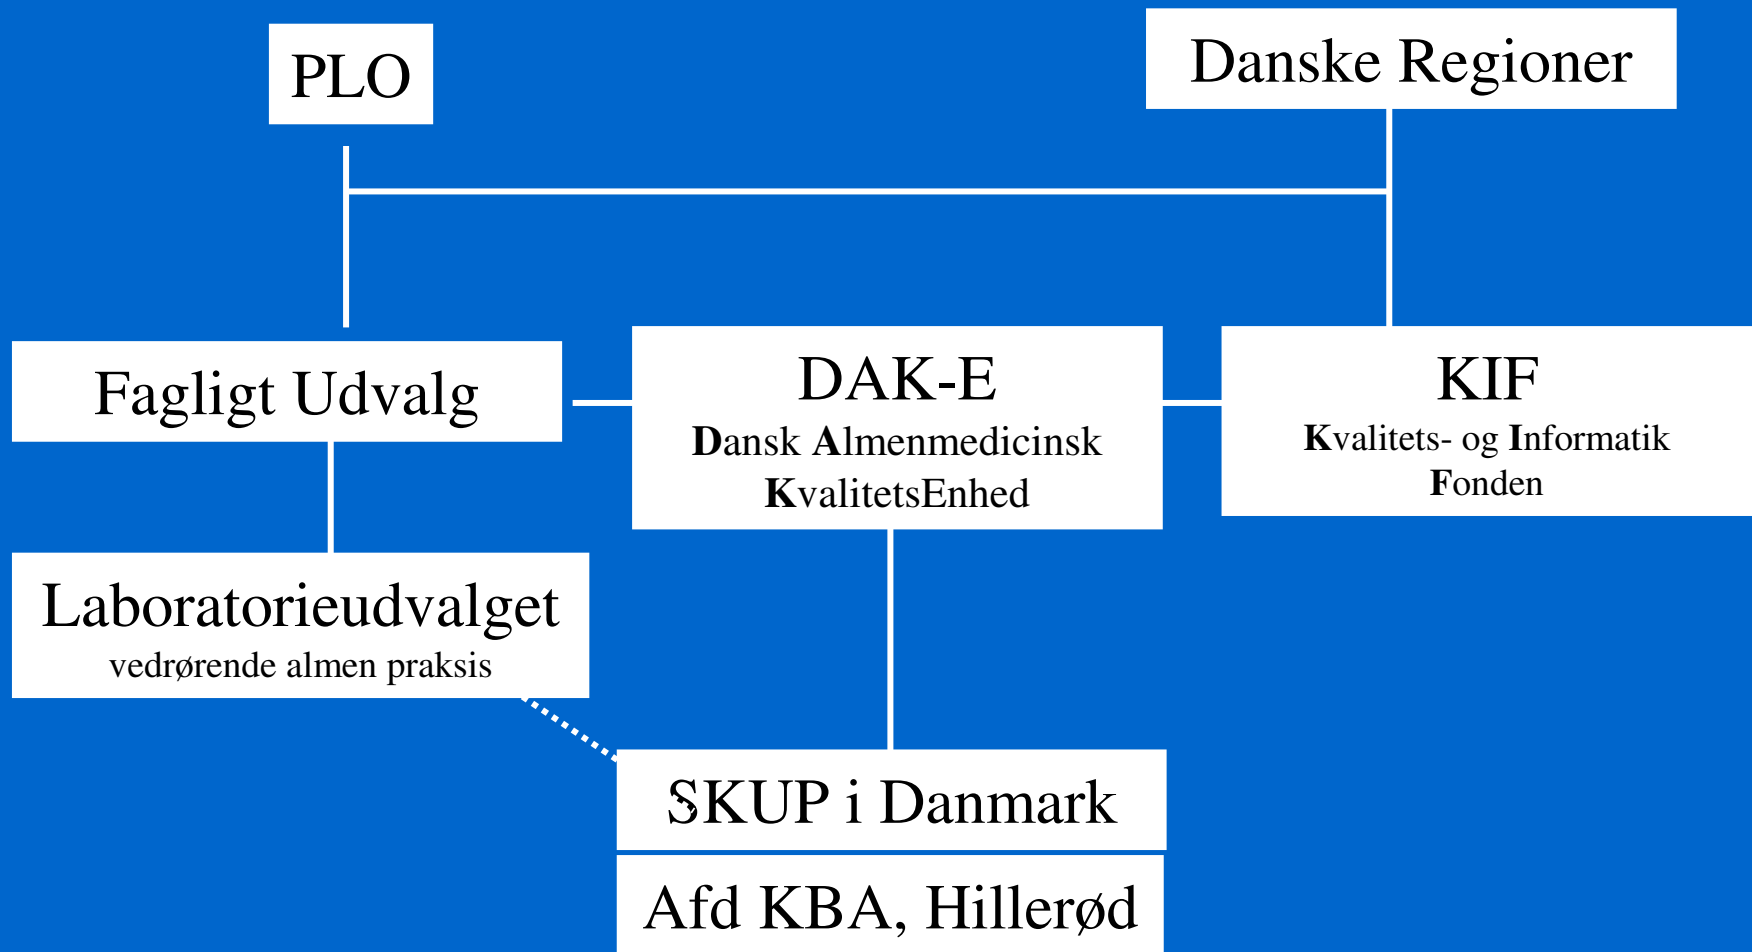 PLO
Danske Regioner
Fagligt Udvalg
DAK-E
Dansk Almenmedicinsk
KvalitetsEnhed
KIF
Kvalitets- og Informatik
Fonden
Laboratorieudvalget
vedrørende almen praksis
SKUP i Danmark
Afd KBA, Hillerød